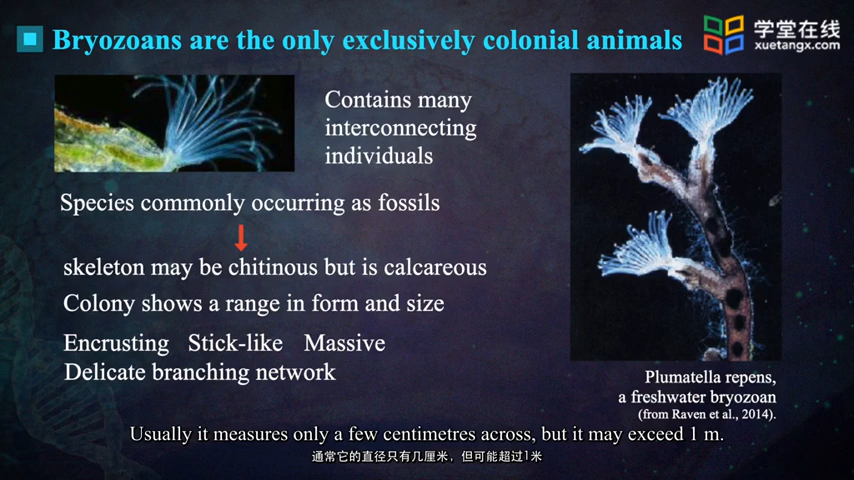 Bryozoans are the only exclusively colonial animals
学堂在线
xuetangx.com
Contains many
interconnecting
individuals
Species commonly occurring as fossils
skeleton may be chitinous but is calcareous
Colony shows a range in form and size
Encrusting Stick-like Massive
Delicate branching network
Plumatella repens,
a freshwater bryozoan
(from Raven et al., 2014).
Usually it measures only a few centimetres across, but it may exceed 1 m.
通常它的直径只有几厘米，但可能超过1米